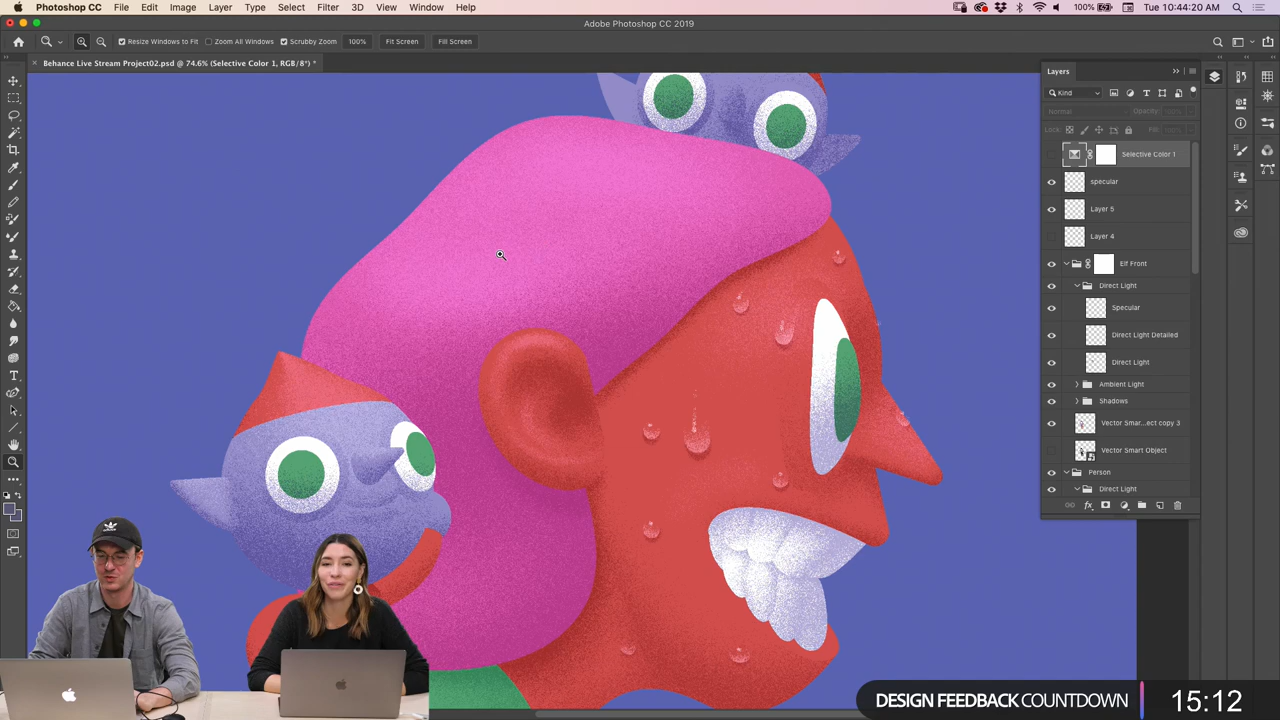 Photoshop CC File Edit Image Layer Type Select Filter 3D View Window Help 100% Tue 10:44:20 AM
Adobe Photoshop CC 2019
Resize Windows to Fit Zoom All Windows Scrubby Zoom 100% Fit Screen Fill Screen
Behance Live Stream Project02.psd @ 74.6% (Selective Color 1, RGB/8*) *
Layers
Kind
Normal Opacity:
Lock: Fill:
Selective Color 1
specular
Layer 5
Layer 4
Elf Front
Direct Light
Specular
Direct Light Detailed
Direct Light
Ambient Light
Shadows
Vector Smar...ect copy 3
Vector Smart Object
Person
Direct Light
DESIGN FEEDBACK COUNTDOWN 15:12